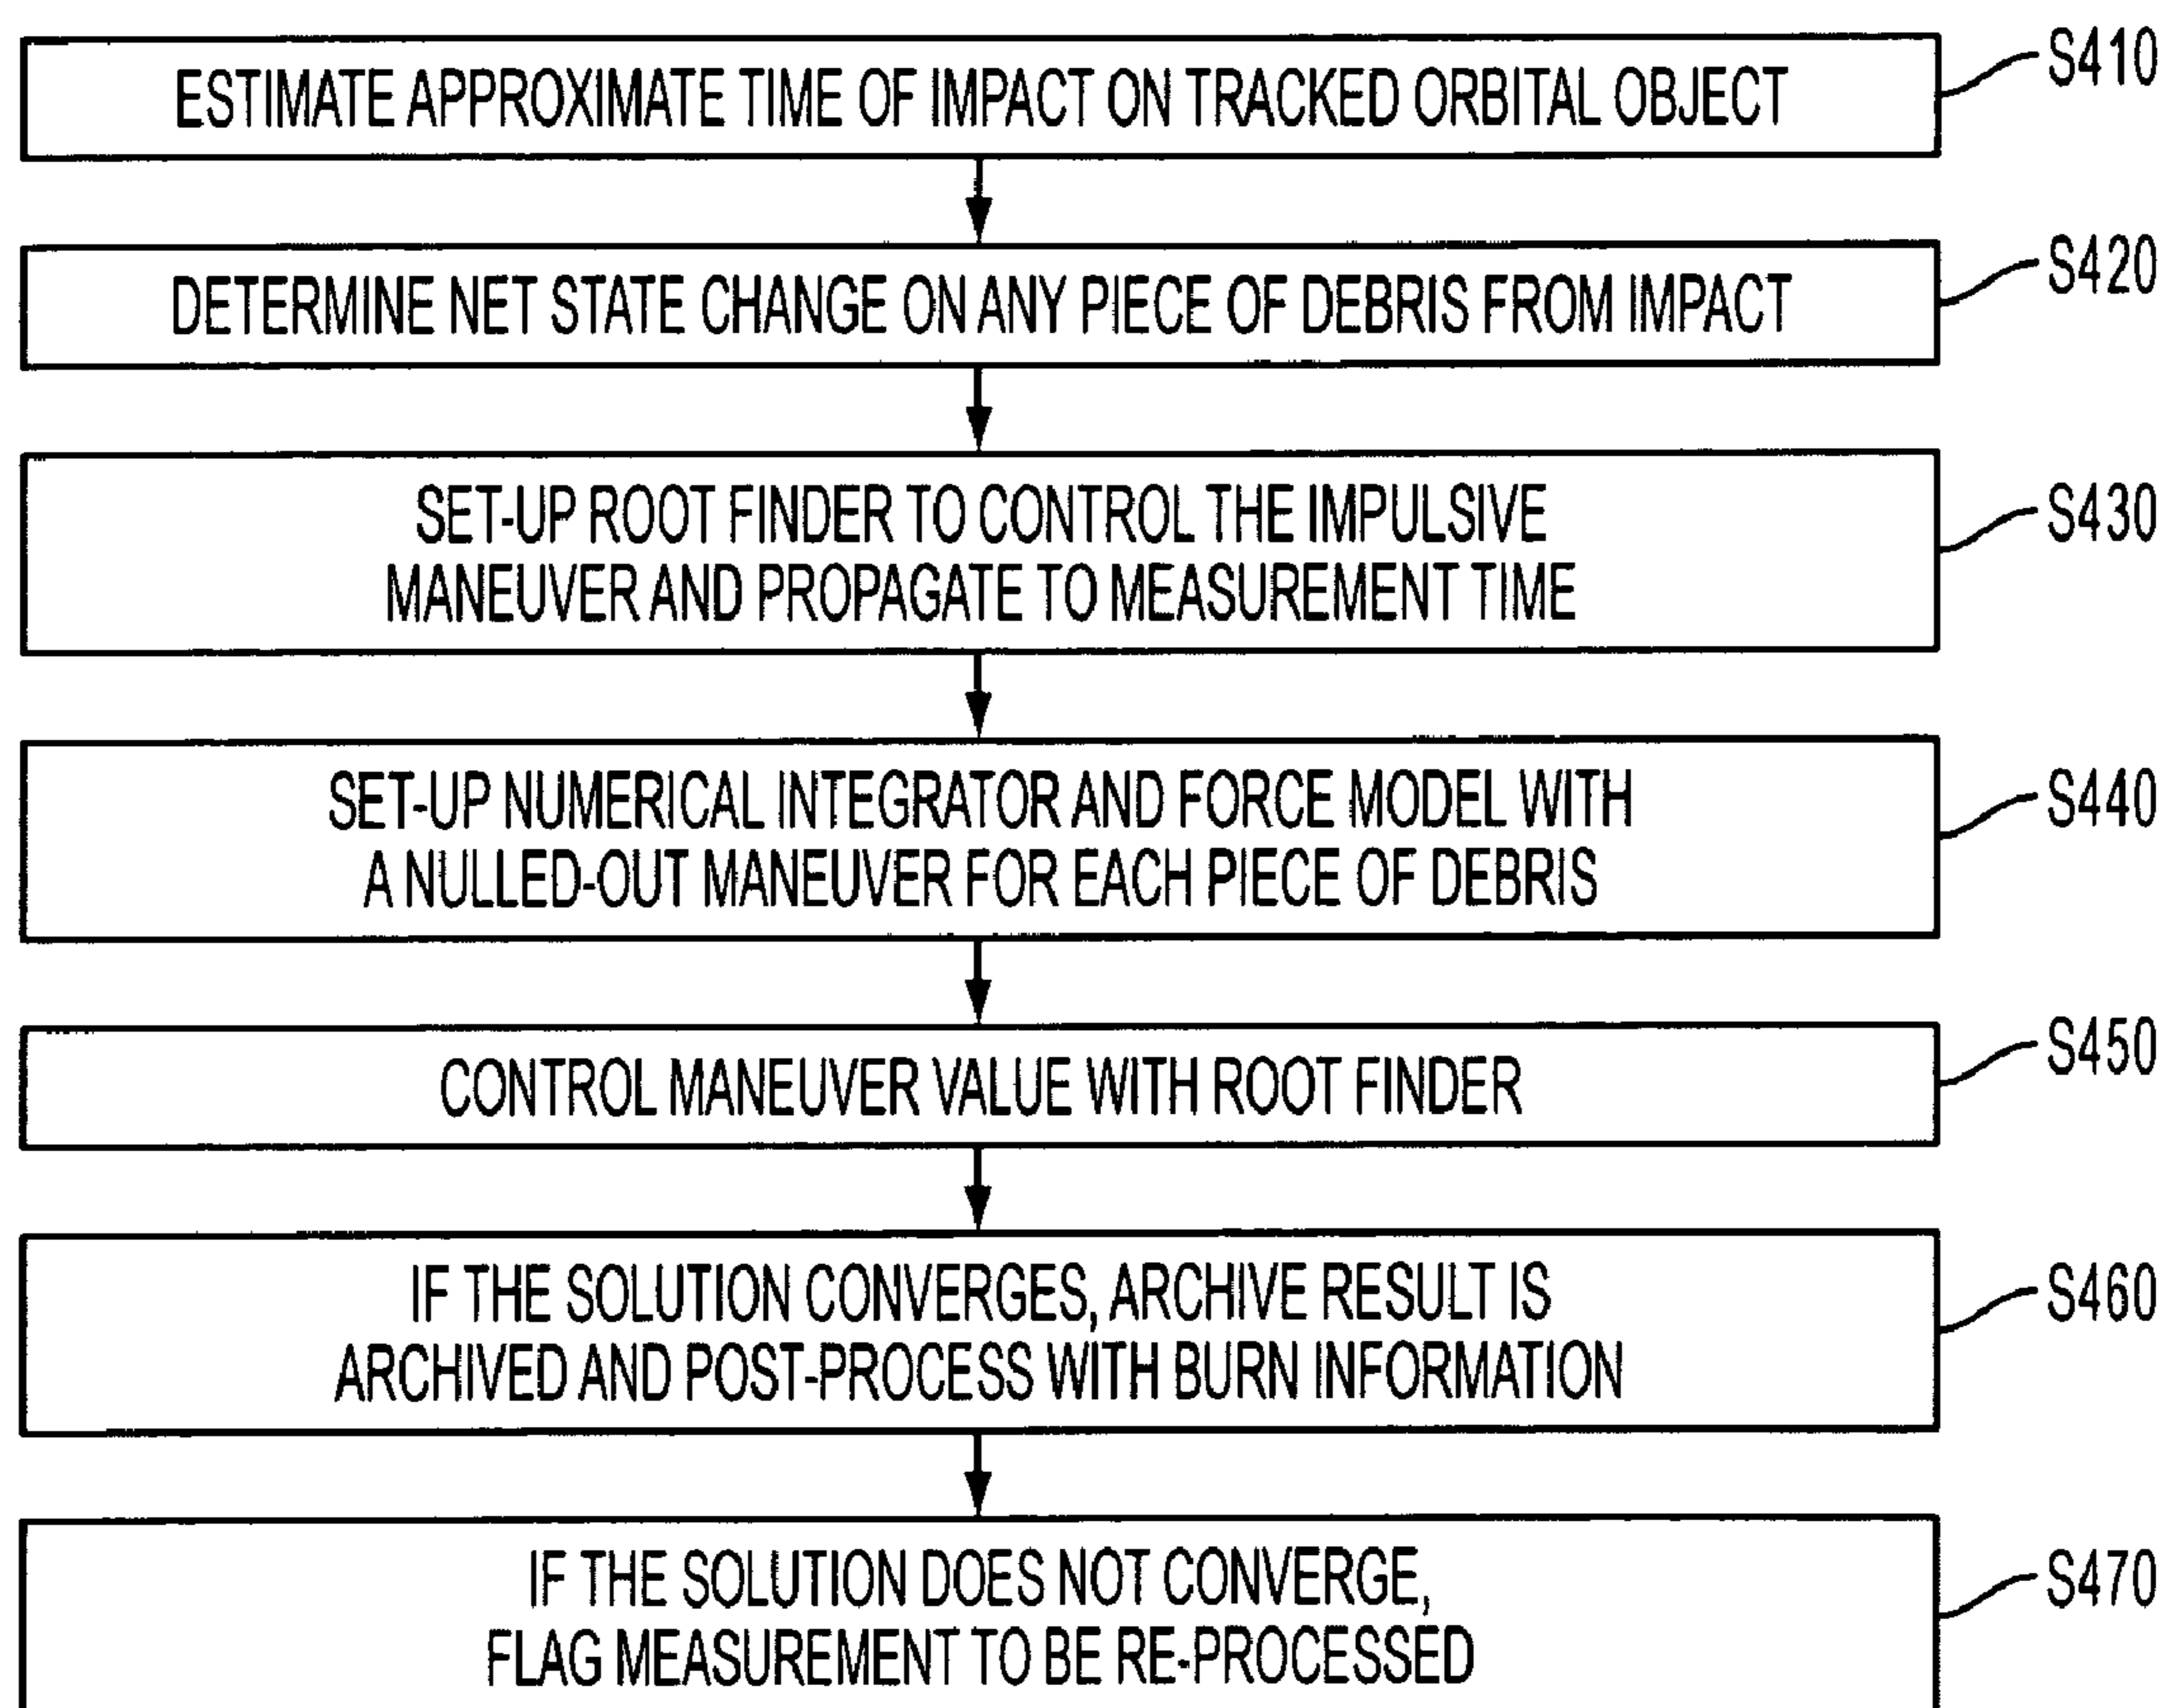 ESTIMATE APPROXIMATE TIME OF IMPACT ON TRACKED ORBITAL OBJECT
S410
DETERMINE NET STATE CHANGE ON ANY PIECE OF DEBRIS FROM IMPACT
S420
SET-UP ROOT FINDER TO CONTROL THE IMPULSIVE
MANEUVER AND PROPAGATE TO MEASUREMENT TIME
S430
SET-UP NUMERICAL INTEGRATOR AND FORCE MODEL WITH
A NULLED-OUT MANEUVER FOR EACH PIECE OF DEBRIS
S440
CONTROL MANEUVER VALUE WITH ROOT FINDER
S450
IF THE SOLUTION CONVERGES, ARCHIVE RESULT IS
ARCHIVED AND POST-PROCESS WITH BURN INFORMATION
S460
IF THE SOLUTION DOES NOT CONVERGE,
FLAG MEASUREMENT TO BE RE-PROCESSED
S470